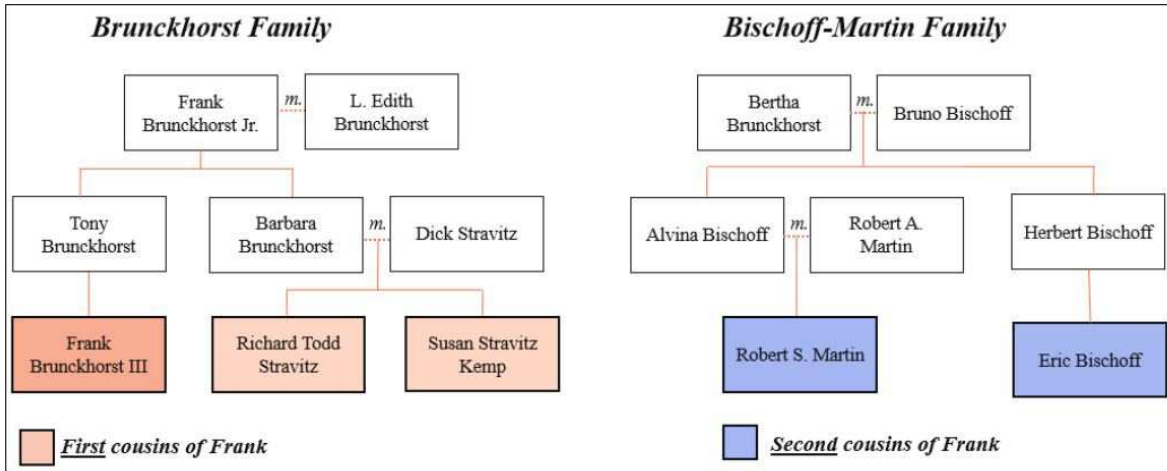 Brunckhorst Family
Frank
Brunckhorst Jr.
m.
L. Edith
Brunckhorst
Tony
Brunckhorst
Barbara
Brunckhorst
m.
Dick Stravitz
Frank
Brunckhorst III
Richard Todd
Stravitz
Susan Stravitz
Kemp
First cousins of Frank
Bischoff-Martin Family
Bertha
Brunckhorst
m.
Bruno Bischoff
Alvina Bischoff
m.
Robert A.
Martin
Herbert Bischoff
Robert S. Martin
Eric Bischoff
Second cousins of Frank